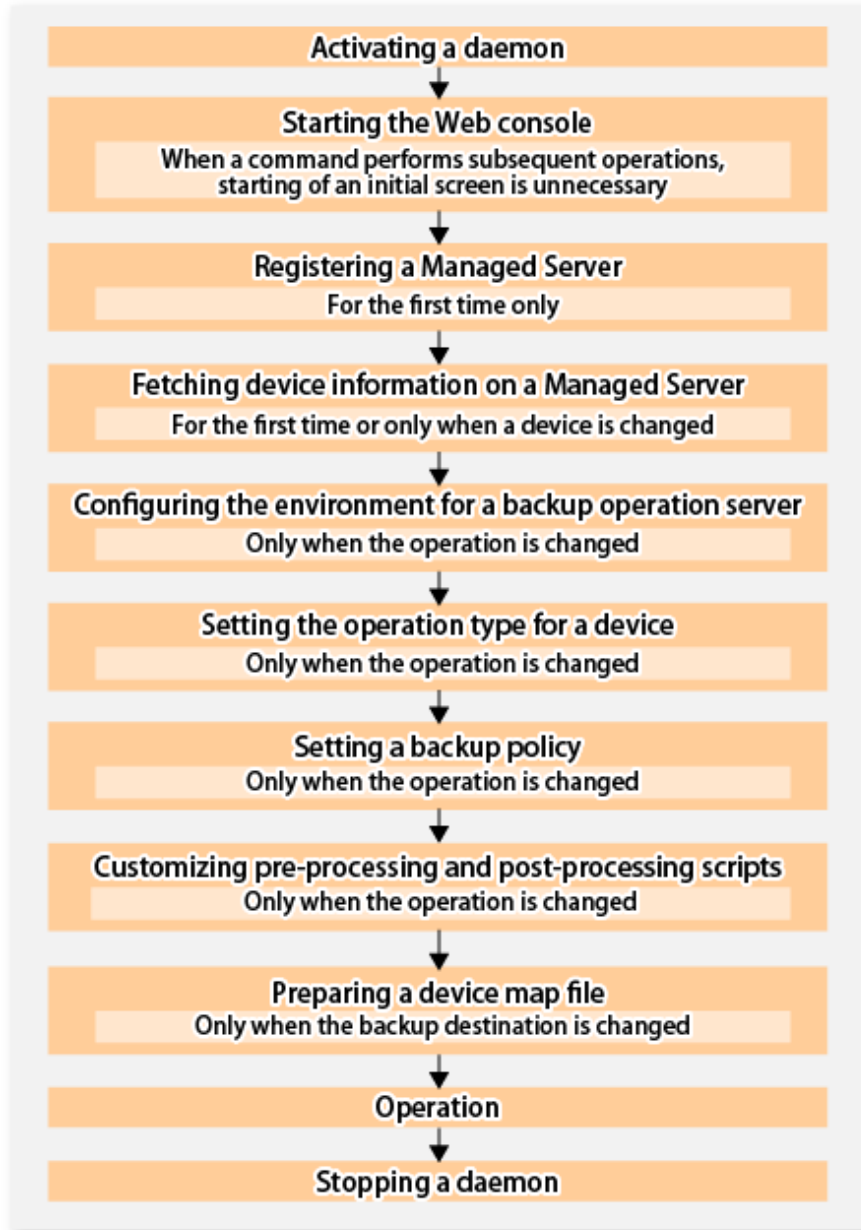 Activating a daemon
Starting the Web console
When a command performs subsequent operations,
starting of an initial screen is unnecessary
Registering a Managed Server
For the first time only
Fetching device information on a Managed Server
For the first time or only when a device is changed
Configuring the environment for a backup operation server
Only when the operation is changed
Setting the operation type for a device
Only when the operation is changed
Setting a backup policy
Only when the operation is changed
Customizing pre-processing and post-processing scripts
Only when the operation is changed
Preparing a device map file
Only when the backup destination is changed
Operation
Stopping a daemon